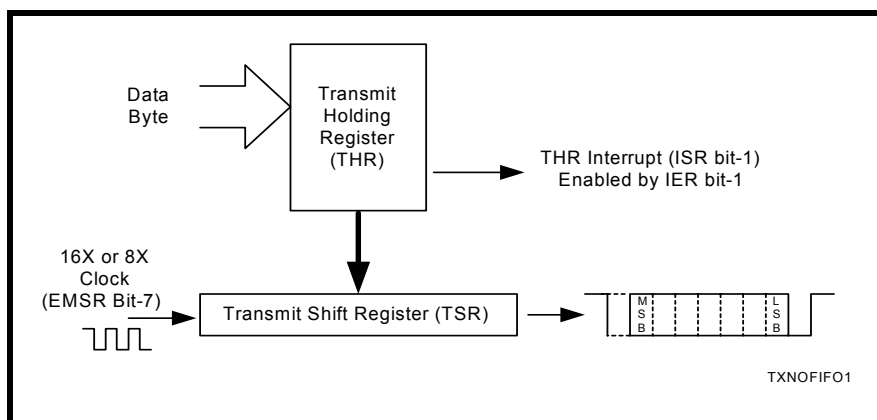 Data
Byte
Transmit
Holding
Register
(THR)
THR Interrupt (ISR bit-1)
Enabled by IER bit-1
16X or 8X
Clock
(EMSR Bit-7)
Transmit Shift Register (TSR)
M
S
B
L
S
B
TXNOFIFO1